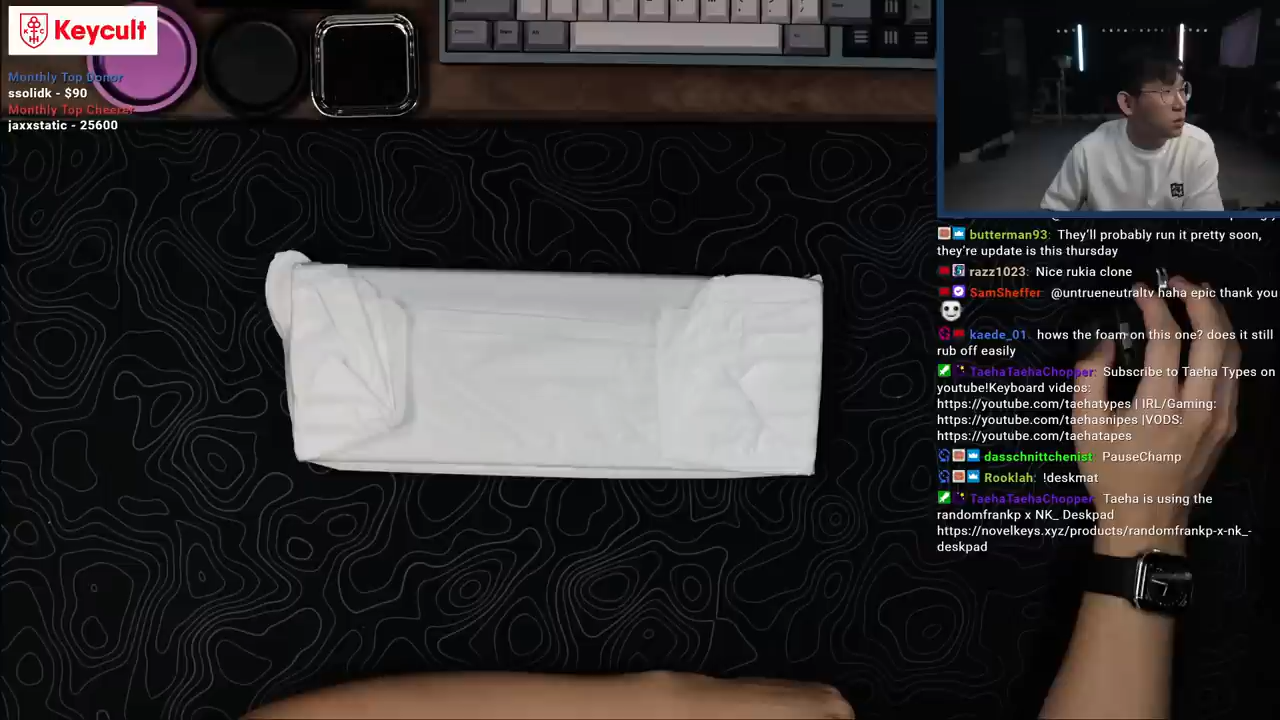 Keycult
Monthly Top Donor
ssolidk - $90
Monthly Top Cheerer
jaxxstatic - 25600
butterman93: They'll probably run it pretty soon,
they're update is this thursday
razz1023: Nice rukia clone
SamSheffer: @untrueneutraltv haha epic thank you
kaede_01: hows the foam on this one? does it still
rub off easily
TaehaTaehaChopper: Subscribe to Taeha Types on
youtube!Keyboard videos:
https://youtube.com/taehatypes | IRL/Gaming:
https://youtube.com/taehasnipes |VODS:
https://youtube.com/taehatapes
dasschnittchenist PauseChamp
Rooklah: !deskmat
TaehaTaehaChopper: Taeha is using the
randomfrankp x NK_ Deskpad
https://novelkeys.xyz/products/randomfrankp-x-nk_-
deskpad